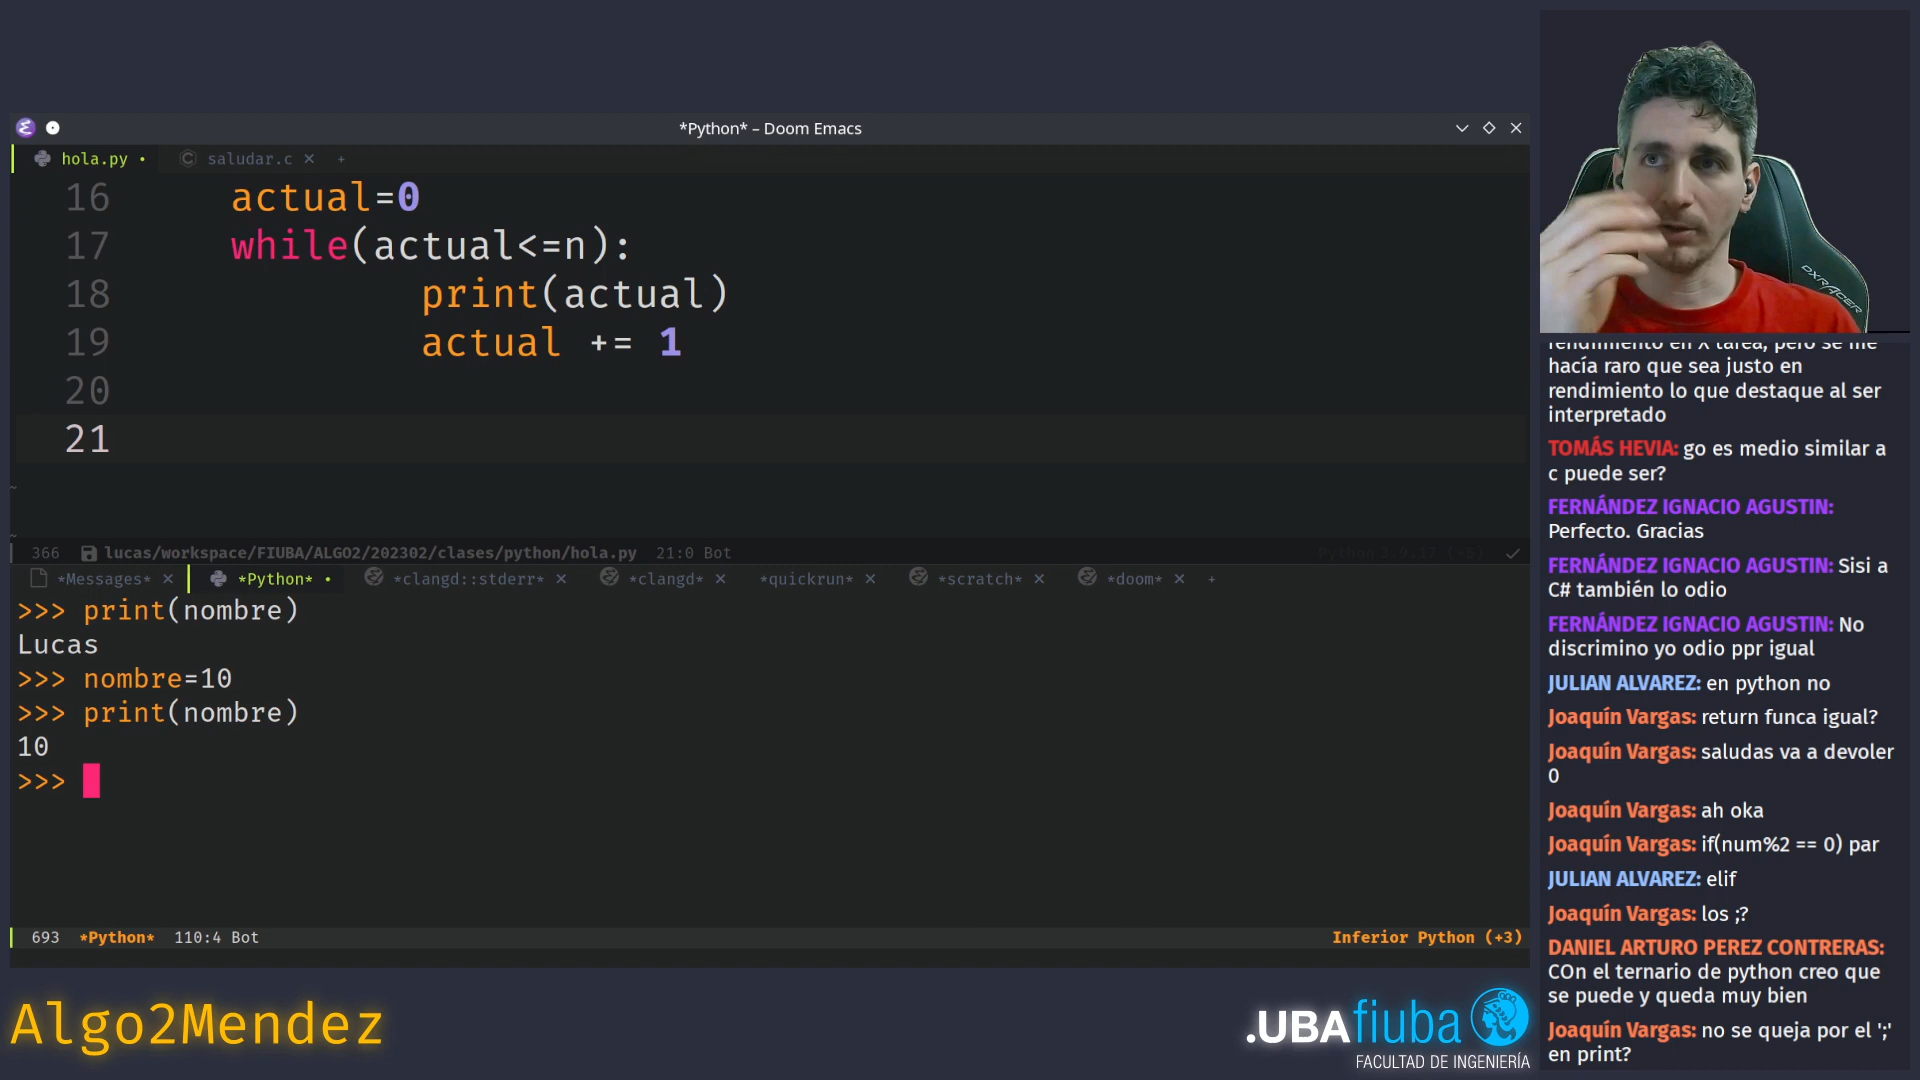 *Python* – Doom Emacs
hola.py •
saludar.c × +
16 actual=0
17 while(actual<=n):
18 print(actual)
19 actual += 1
20
21
~
~
366 lucas/workspace/FIUBA/ALGO2/202302/clases/python/hola.py 21:0 Bot
*Messages* × *Python* • *clangd::stderr* × *clangd* × *quickrun* × *scratch* × *doom* × +
>>> print(nombre)
Lucas
>>> nombre=10
>>> print(nombre)
10
>>>
693 *Python* 110:4 Bot Inferior Python (+3)
Algo2Mendez
.UBAfiuba
FACULTAD DE INGENIERÍA
DXRACER
rendimiento en X tarea, pero se me
hacía raro que sea justo en
rendimiento lo que destaque al ser
interpretado
TOMÁS HEVIA: go es medio similar a
c puede ser?
FERNÁNDEZ IGNACIO AGUSTIN:
Perfecto. Gracias
FERNÁNDEZ IGNACIO AGUSTIN: Sisi a
C# también lo odio
FERNÁNDEZ IGNACIO AGUSTIN: No
discrimino yo odio ppr igual
JULIAN ALVAREZ: en python no
Joaquín Vargas: return funca igual?
Joaquín Vargas: saludas va a devoler
0
Joaquín Vargas: ah oka
Joaquín Vargas: if(num%2 == 0) par
JULIAN ALVAREZ: elif
Joaquín Vargas: los ;?
DANIEL ARTURO PEREZ CONTRERAS:
COn el ternario de python creo que
se puede y queda muy bien
Joaquín Vargas: no se queja por el ';'
en print?